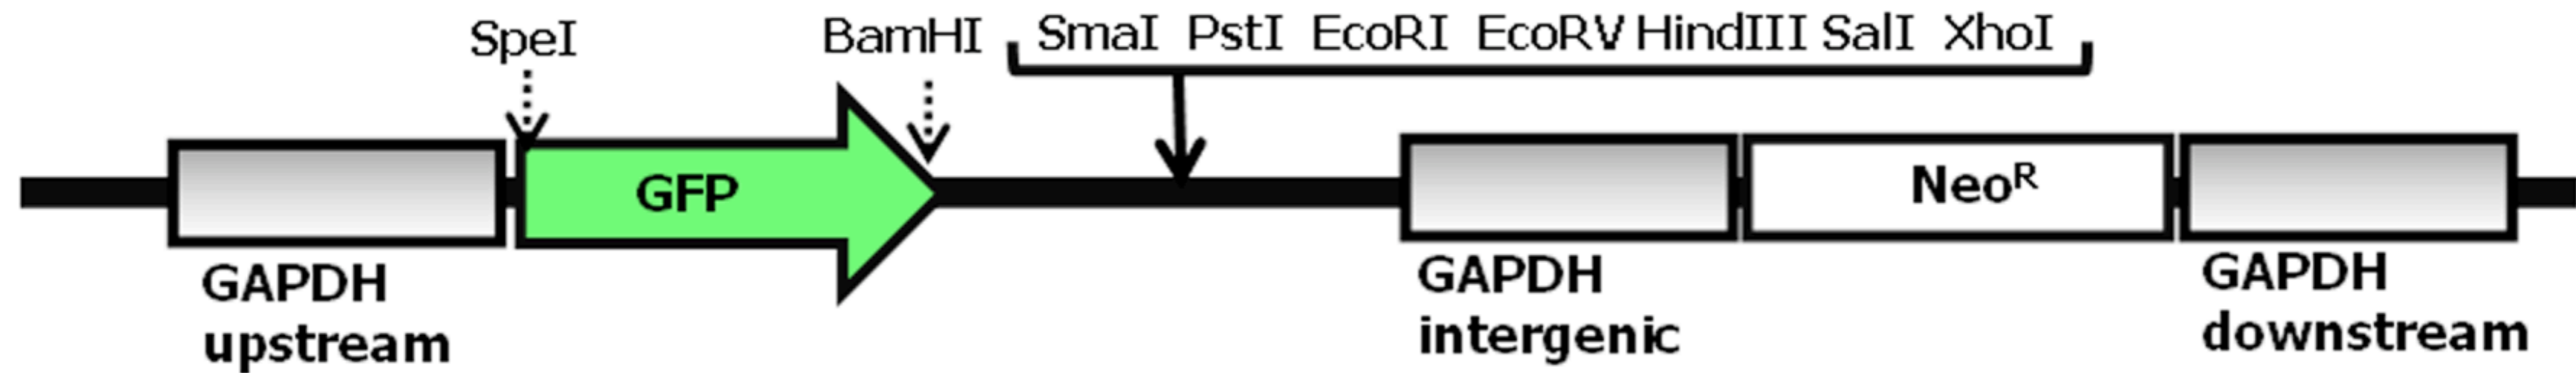 SpeI
BamHI
SmaI PstI EcoRI EcoRV HindIII SalI XhoI
GFP
NeoR
GAPDH
upstream
GAPDH
intergenic
GAPDH
downstream